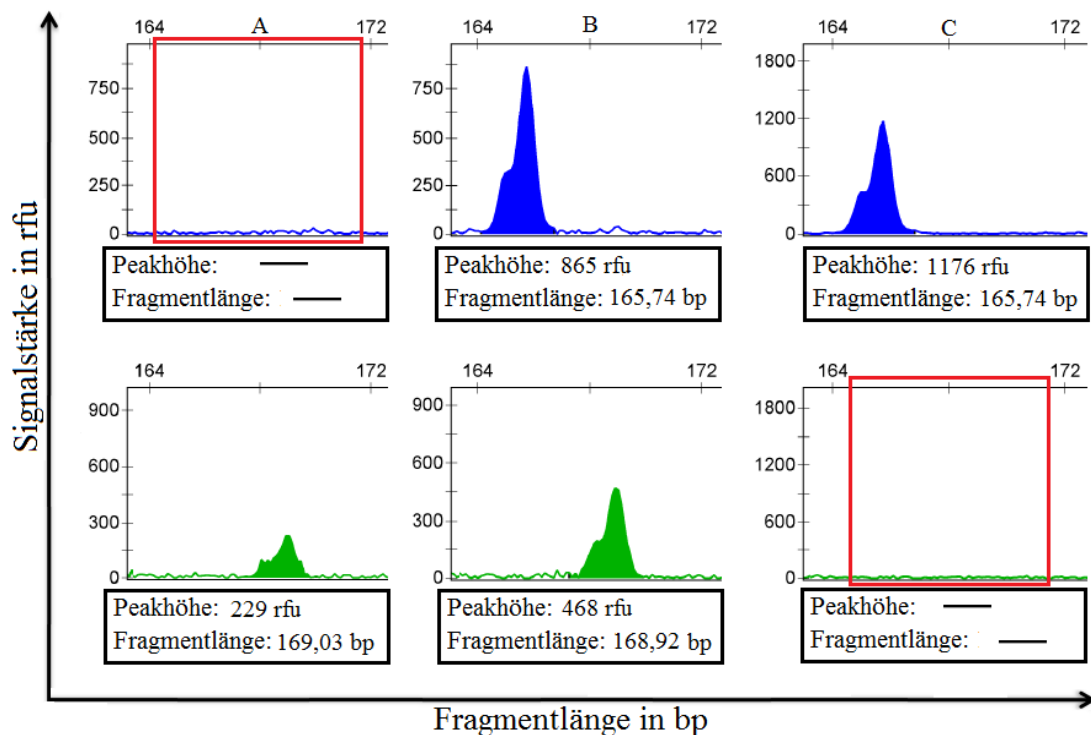 Signalstärke in rfu
164 A 172
750
500
250
0
Peakhöhe:
Fragmentlänge:
164 B 172
750
500
250
0
Peakhöhe: 865 rfu
Fragmentlänge: 165,74 bp
164 C 172
1800
1200
600
0
Peakhöhe: 1176 rfu
Fragmentlänge: 165,74 bp
164 172
900
600
300
0
Peakhöhe: 229 rfu
Fragmentlänge: 169,03 bp
164 172
900
600
300
0
Peakhöhe: 468 rfu
Fragmentlänge: 168,92 bp
164 172
1800
1200
600
0
Peakhöhe:
Fragmentlänge:
Fragmentlänge in bp